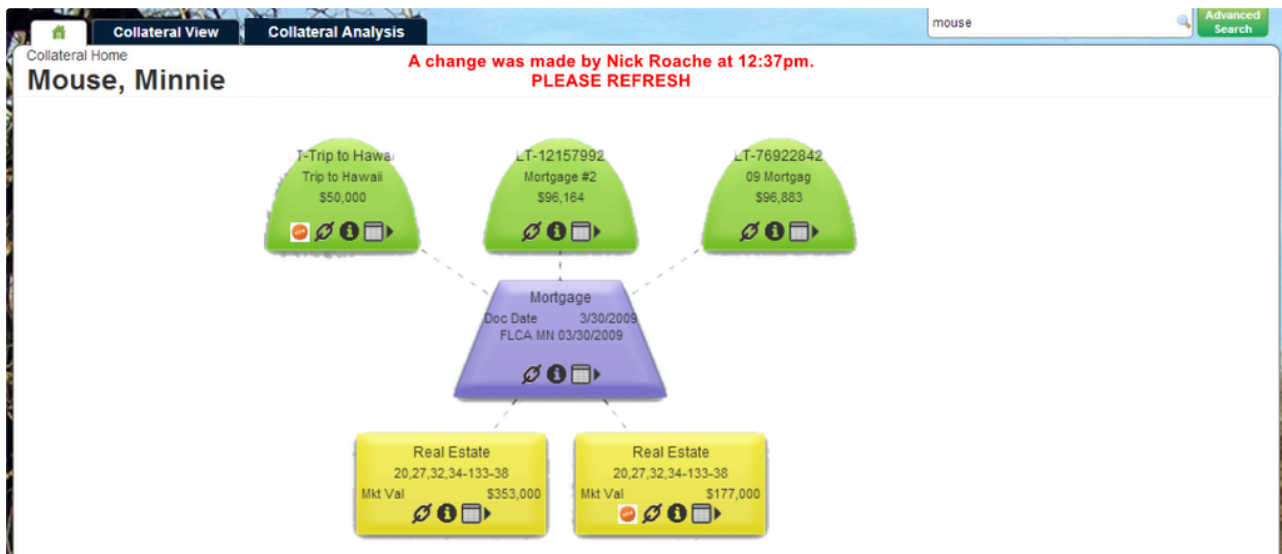 Collateral View
Collateral Analysis
mouse
Advanced
Search
Collateral Home
Mouse, Minnie
A change was made by Nick Roache at 12:37pm.
PLEASE REFRESH
T-Trip to Hawai
Trip to Hawaii
$50,000
LT-12157992
Mortgage #2
$96,164
LT-76922842
09 Mortgag
$96,883
Mortgage
Doc Date 3/30/2009
FLCA MN 03/30/2009
Real Estate
20,27,32,34-133-38
Mkt Val $353,000
Real Estate
20,27,32,34-133-38
Mkt Val $177,000